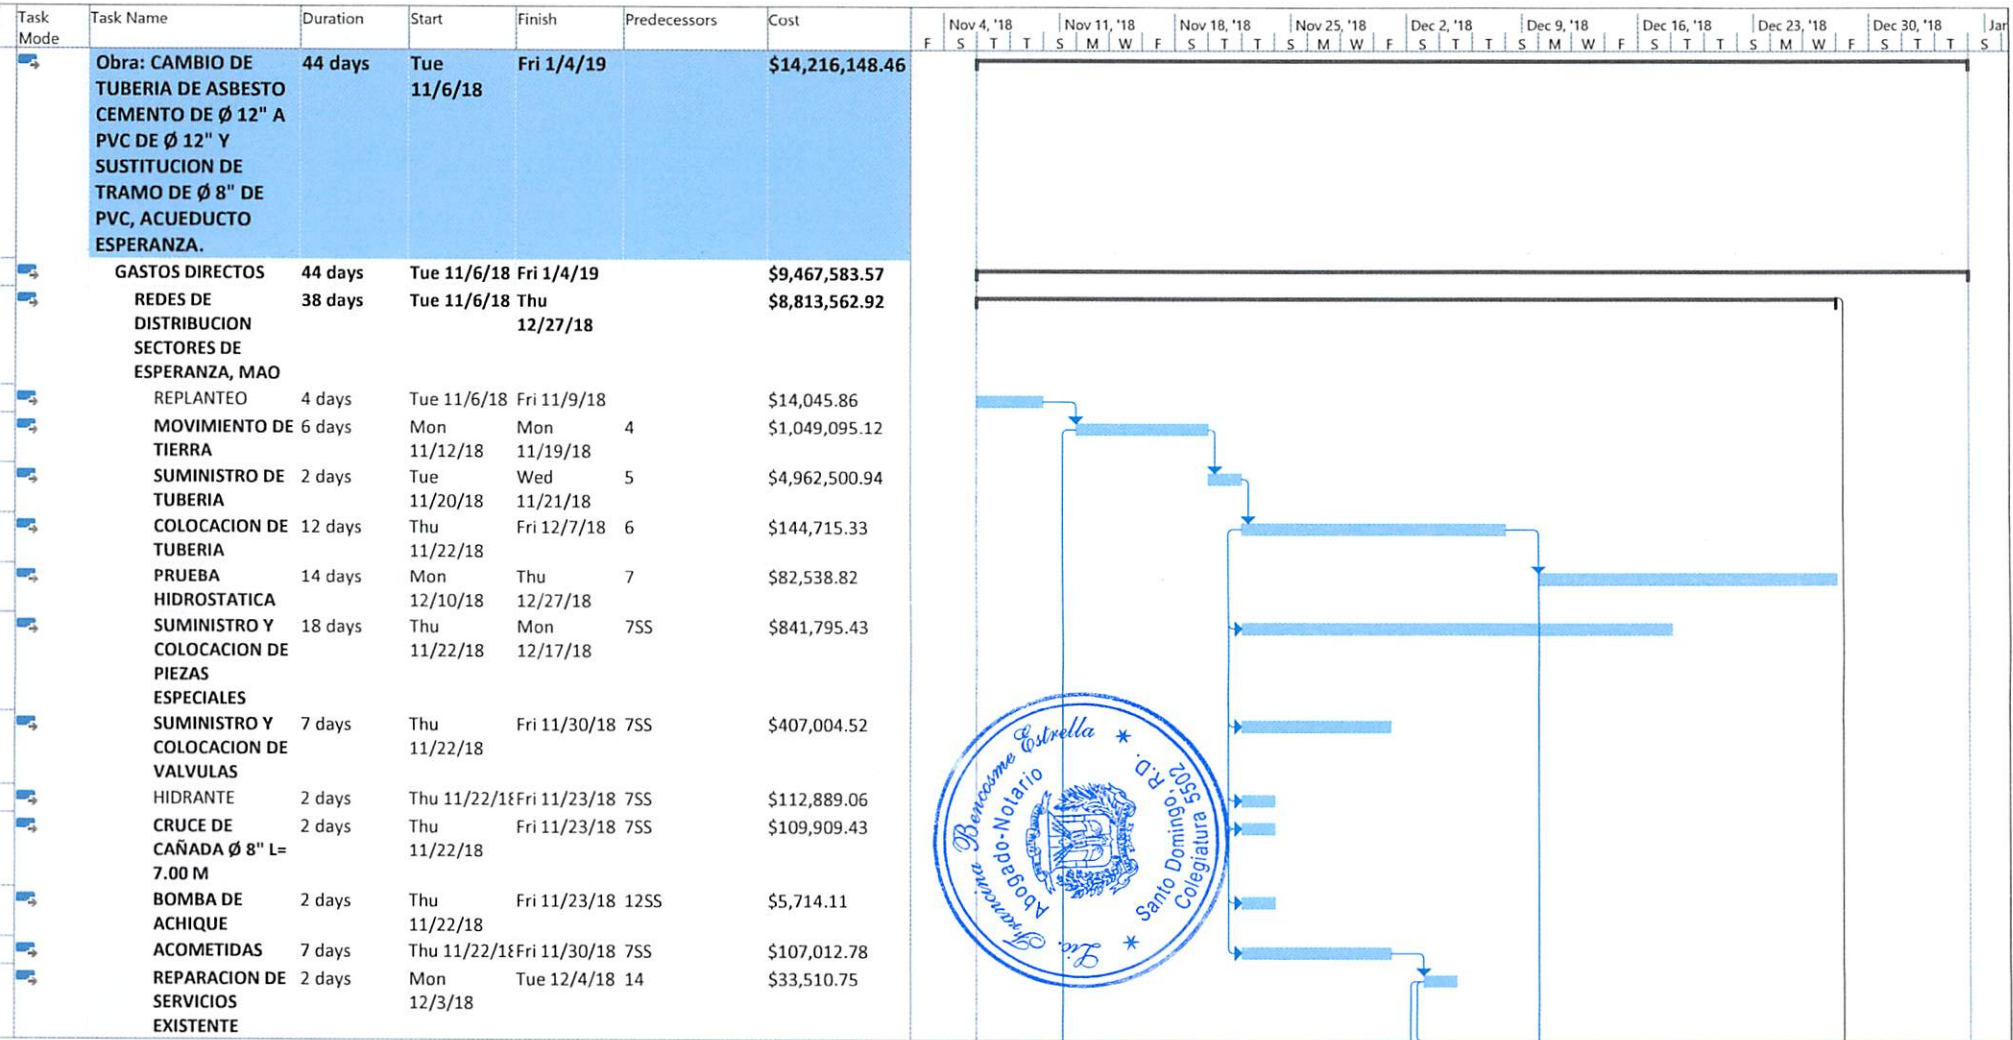 Task Mode Task Name Duration Start Finish Predecessors Cost
Nov 4, '18 Nov 11, '18 Nov 18, '18 Nov 25, '18 Dec 2, '18 Dec 9, '18 Dec 16, '18 Dec 23, '18 Dec 30, '18 Jan
F S T T S M W F S T T S M W F S T T S M W F S T T S M W F S T T S
Obra: CAMBIO DE 44 days Tue Fri 1/4/19 $14,216,148.46
TUBERIA DE ASBESTO 11/6/18
CEMENTO DE Ø 12" A
PVC DE Ø 12" Y
SUSTITUCION DE
TRAMO DE Ø 8" DE
PVC, ACUEDUCTO
ESPERANZA.
GASTOS DIRECTOS 44 days Tue 11/6/18 Fri 1/4/19 $9,467,583.57
REDES DE 38 days Tue 11/6/18 Thu $8,813,562.92
DISTRIBUCION 12/27/18
SECTORES DE
ESPERANZA, MAO
REPLANTEO 4 days Tue 11/6/18 Fri 11/9/18 $14,045.86
MOVIMIENTO DE 6 days Mon Mon 4 $1,049,095.12
TIERRA 11/12/18 11/19/18
SUMINISTRO DE 2 days Tue Wed 5 $4,962,500.94
TUBERIA 11/20/18 11/21/18
COLOCACION DE 12 days Thu Fri 12/7/18 6 $144,715.33
TUBERIA 11/22/18
PRUEBA 14 days Mon Thu 7 $82,538.82
HIDROSTATICA 12/10/18 12/27/18
SUMINISTRO Y 18 days Thu Mon 7SS $841,795.43
COLOCACION DE 11/22/18 12/17/18
PIEZAS
ESPECIALES
SUMINISTRO Y 7 days Thu Fri 11/30/18 7SS $407,004.52
COLOCACION DE 11/22/18
VALVULAS
HIDRANTE 2 days Thu 11/22/18 Fri 11/23/18 7SS $112,889.06
CRUCE DE 2 days Thu Fri 11/23/18 7SS $109,909.43
CAÑADA Ø 8" L= 11/22/18
7.00 M
BOMBA DE 2 days Thu Fri 11/23/18 12SS $5,714.11
ACHIQUE 11/22/18
ACOMETIDAS 7 days Thu 11/22/18 Fri 11/30/18 7SS $107,012.78
REPARACION DE 2 days Mon Tue 12/4/18 14 $33,510.75
SERVICIOS 12/3/18
EXISTENTE
Lic. Francina Bencosme Estrella
Abogado-Notario
Santo Domingo, R.D.
Colegiatura 5502